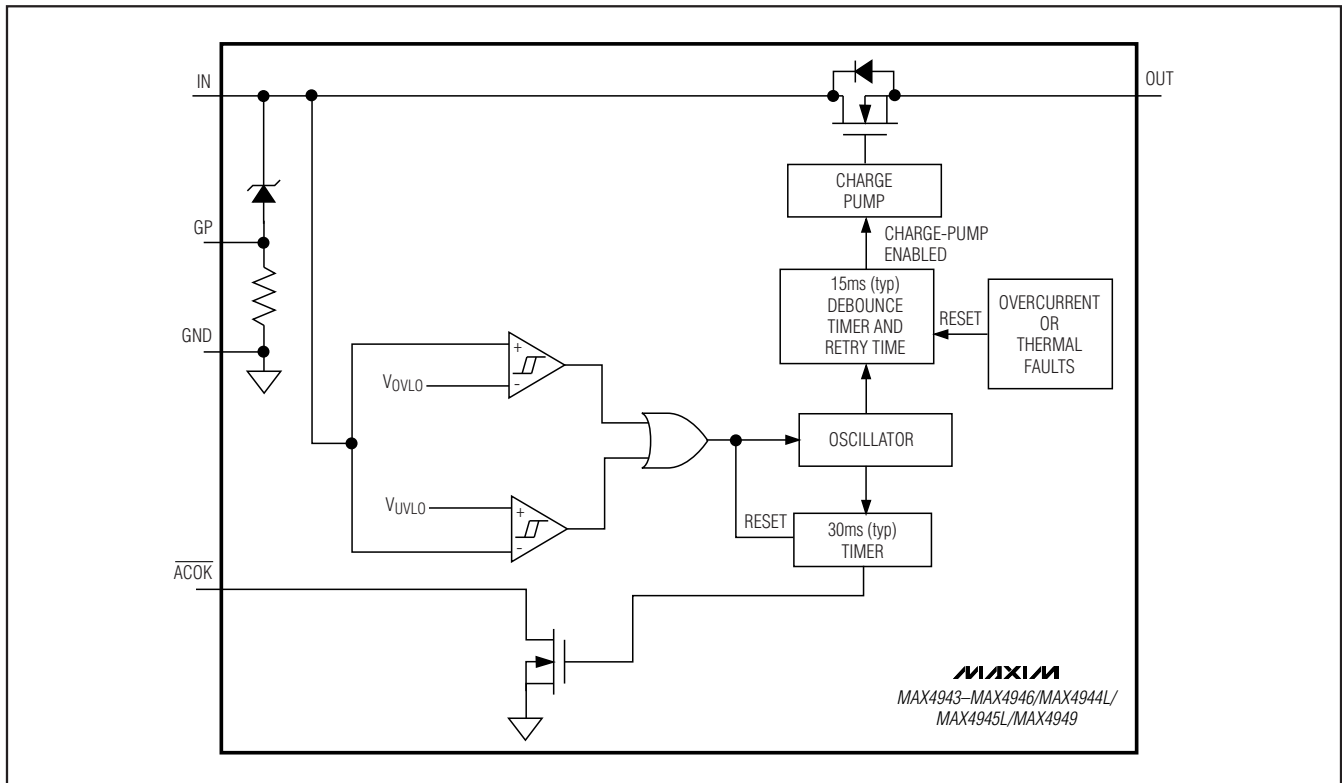 IN
OUT
CHARGE
PUMP
GP
CHARGE-PUMP
ENABLED
15ms (typ)
DEBOUNCE
TIMER AND
RETRY TIME
RESET
OVERCURRENT
OR
THERMAL
FAULTS
GND
+
-
VOVLO
OSCILLATOR
VUVLO
+
-
RESET
30ms (typ)
TIMER
ACOK
MAXIM
MAX4943–MAX4946/MAX4944L/
MAX4945L/MAX4949